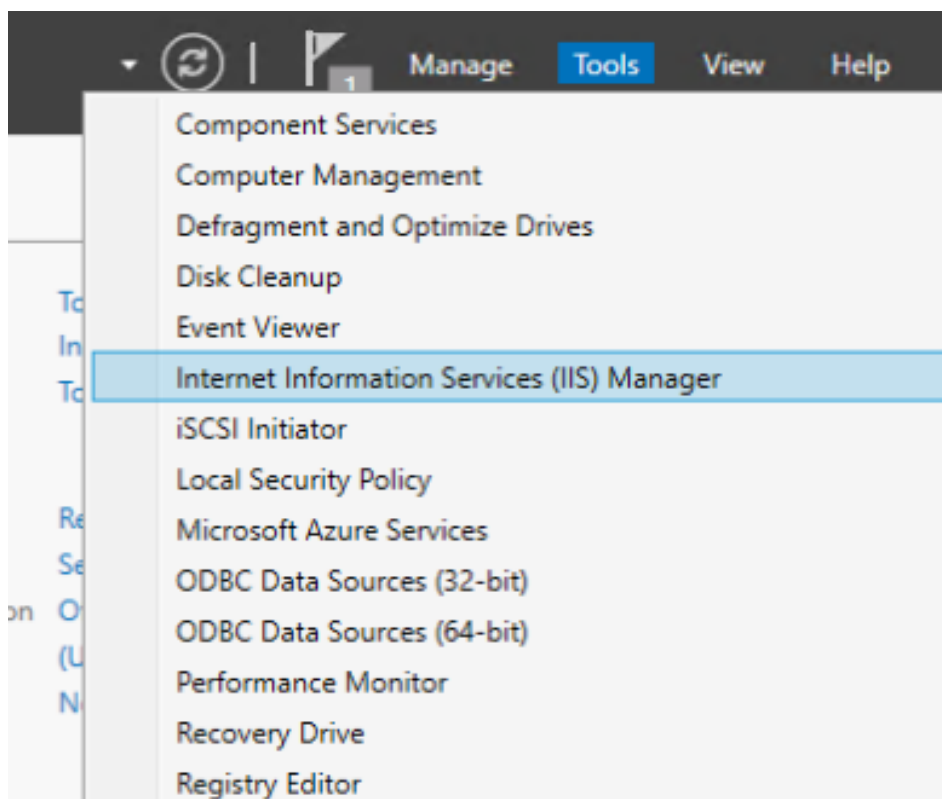 1 Manage Tools View Help
Component Services
Computer Management
Defragment and Optimize Drives
Disk Cleanup
Event Viewer
Internet Information Services (IIS) Manager
iSCSI Initiator
Local Security Policy
Microsoft Azure Services
ODBC Data Sources (32-bit)
ODBC Data Sources (64-bit)
Performance Monitor
Recovery Drive
Registry Editor